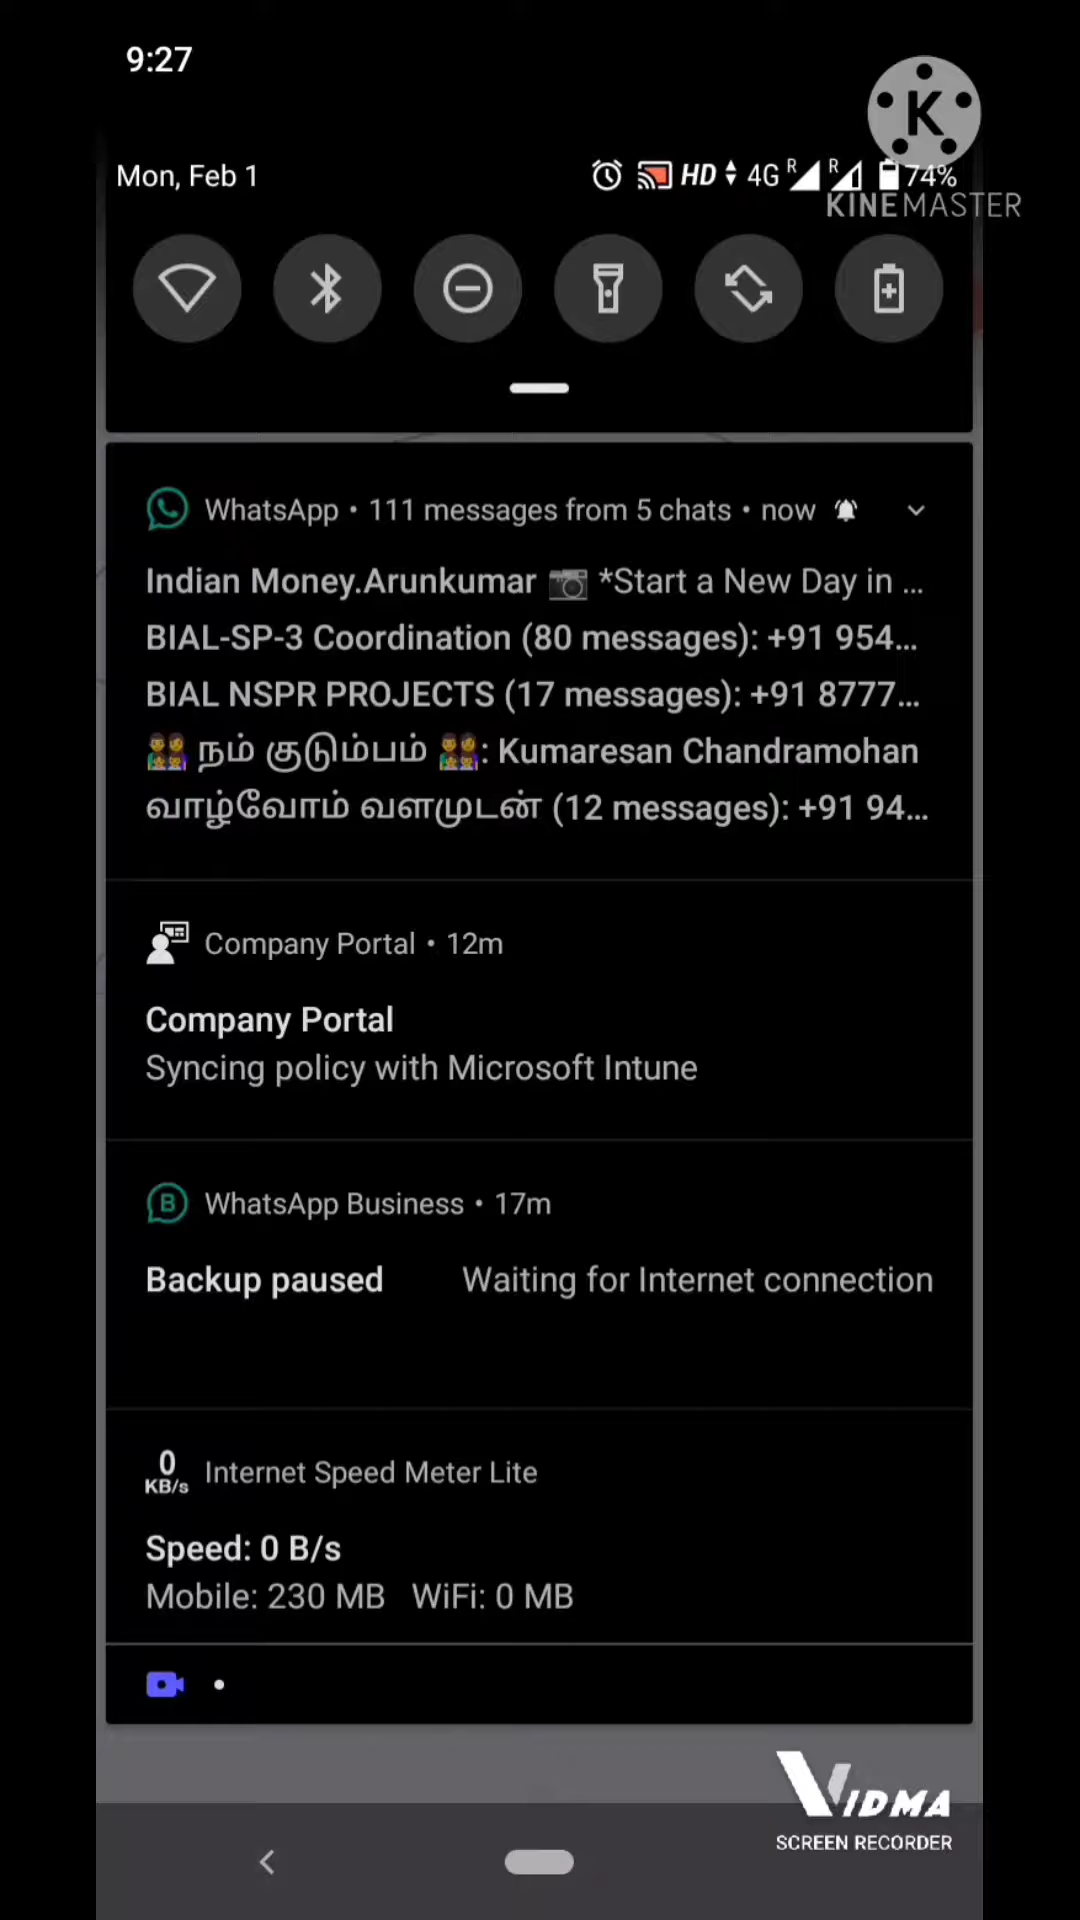 9:27
K
Mon, Feb 1
HD 4G R R 74%
KINEMASTER
WhatsApp • 111 messages from 5 chats • now
Indian Money.Arunkumar 📷 *Start a New Day in ...
BIAL-SP-3 Coordination (80 messages): +91 954...
BIAL NSPR PROJECTS (17 messages): +91 8777...
👨‍👩‍👧‍👦 நம் குடும்பம் 👨‍👩‍👧‍👦: Kumaresan Chandramohan
வாழ்வோம் வளமுடன் (12 messages): +91 94...
Company Portal • 12m
Company Portal
Syncing policy with Microsoft Intune
B WhatsApp Business • 17m
Backup paused Waiting for Internet connection
0 KB/s Internet Speed Meter Lite
Speed: 0 B/s
Mobile: 230 MB WiFi: 0 MB
VIDMA
SCREEN RECORDER